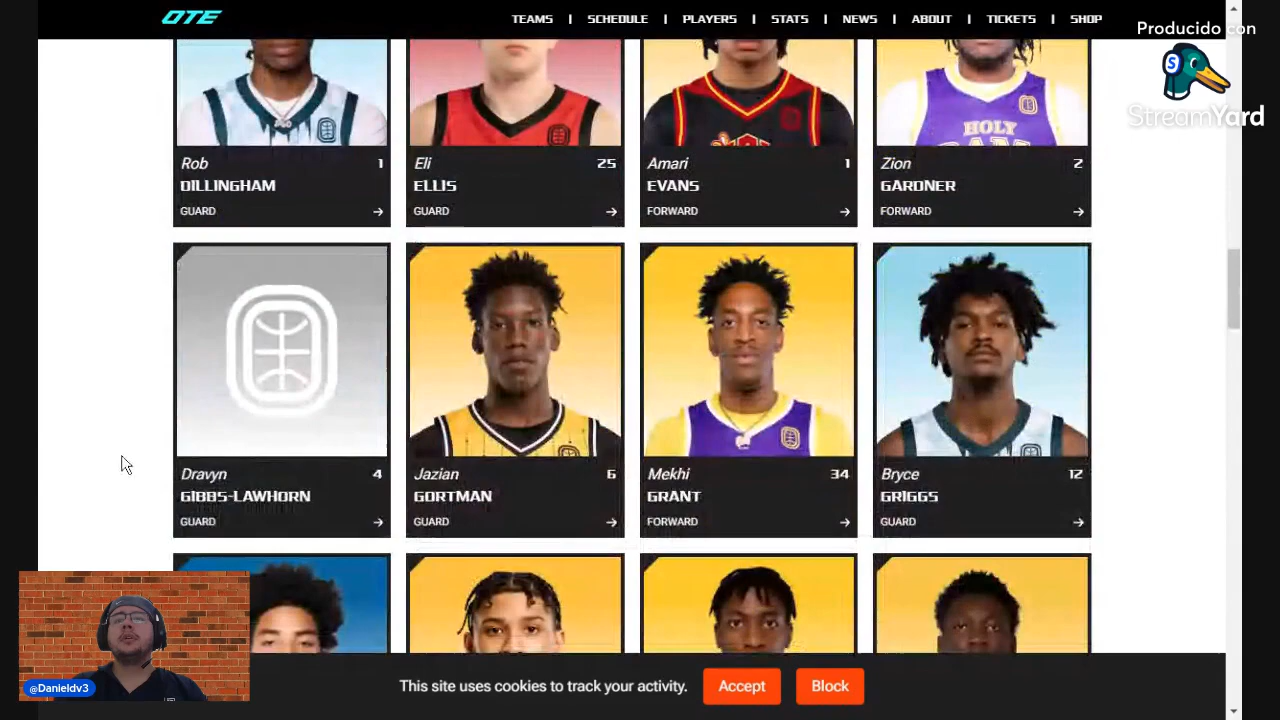 OTE
TEAMS | SCHEDULE | PLAYERS | STATS | NEWS | ABOUT | TICKETS | SHOP
Producido con
S
StreamYard
HOLY
Rob 1
DILLINGHAM
GUARD
Eli 25
ELLIS
GUARD
Amari 1
EVANS
FORWARD
Zion 2
GARDNER
FORWARD
Dravyn 4
GIBBS-LAWHORN
GUARD
Jazian 6
GORTMAN
GUARD
Mekhi 34
GRANT
FORWARD
Bryce 12
GRIGGS
GUARD
@Danieldv3
This site uses cookies to track your activity.
Accept
Block